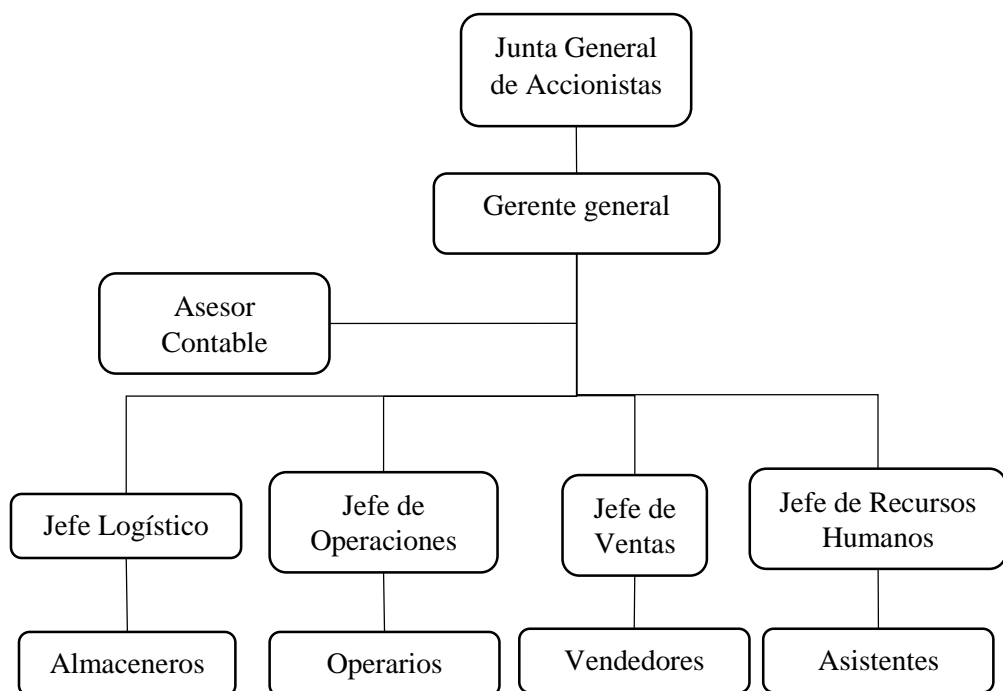 Junta General
de Accionistas
Gerente general
Asesor
Contable
Jefe Logístico
Jefe de
Operaciones
Jefe de
Ventas
Jefe de Recursos
Humanos
Almaceneros
Operarios
Vendedores
Asistentes